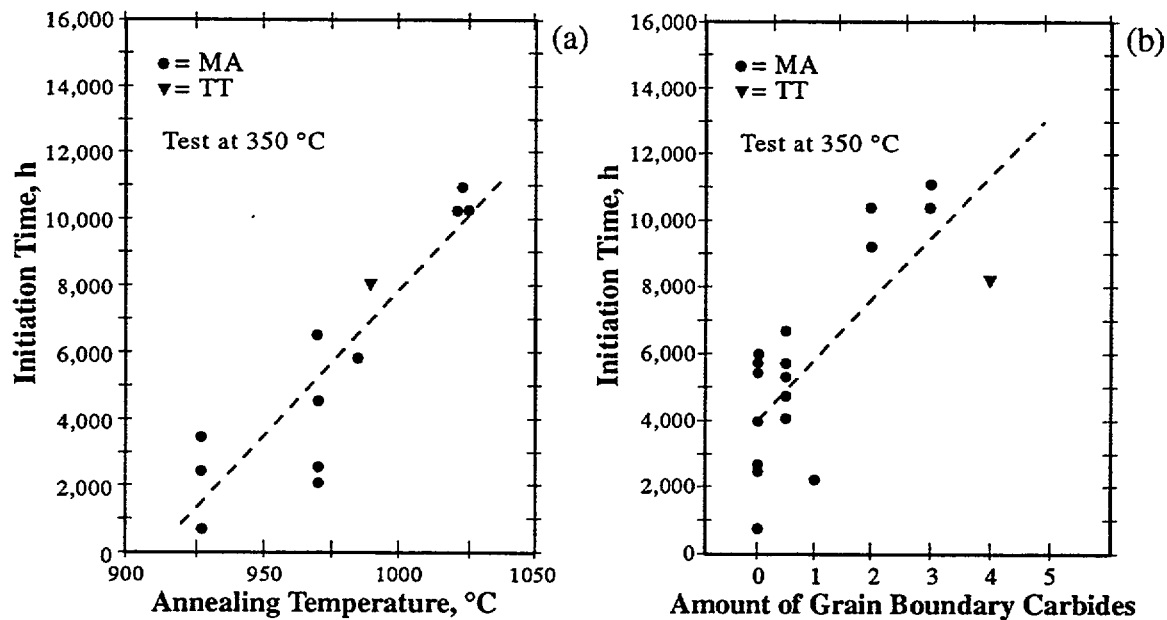 16,000
14,000
12,000
10,000
8,000
6,000
4,000
2,000
0
Initiation Time, h
● = MA
▼ = TT
Test at 350 °C
(a)
900
950
1000
1050
Annealing Temperature, °C
16,000
14,000
12,000
10,000
8,000
6,000
4,000
2,000
0
Initiation Time, h
● = MA
▼ = TT
Test at 350 °C
(b)
0
1
2
3
4
5
Amount of Grain Boundary Carbides